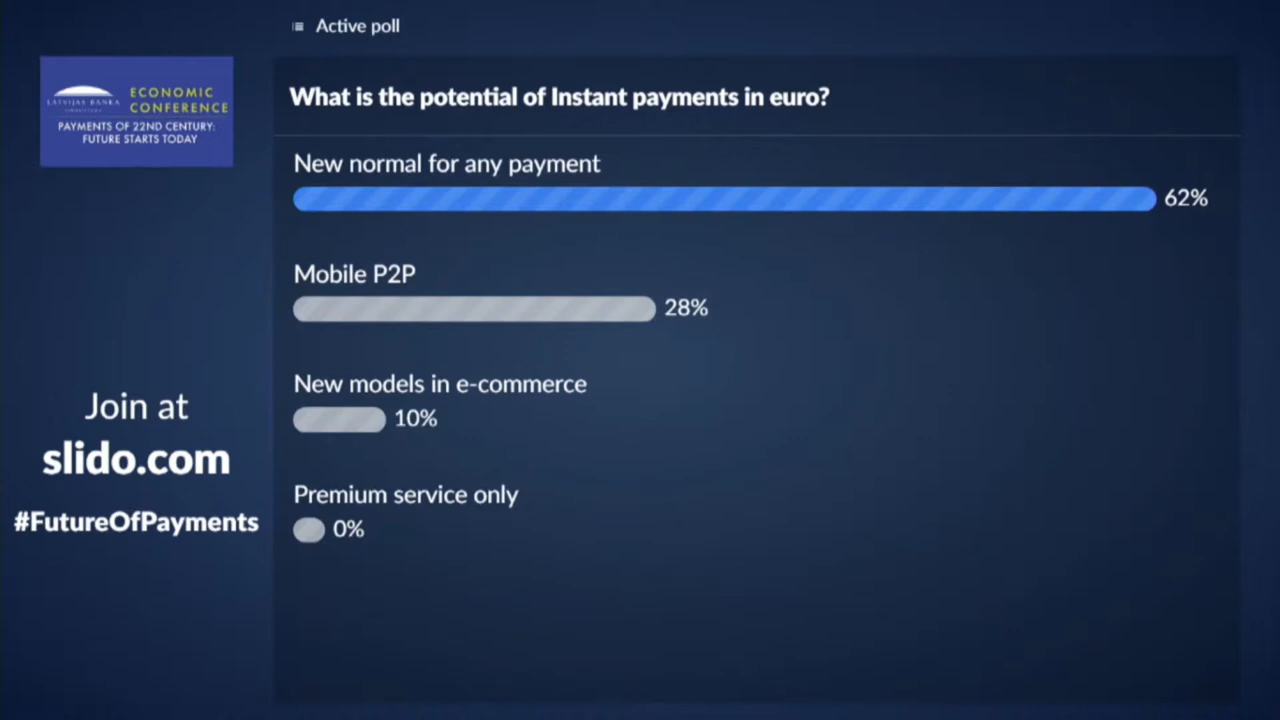 Active poll
LATVIJAS BANKA
ECONOMIC
CONFERENCE
PAYMENTS OF 22ND CENTURY:
FUTURE STARTS TODAY
What is the potential of Instant payments in euro?
New normal for any payment
62%
Mobile P2P
28%
New models in e-commerce
10%
Premium service only
0%
Join at
slido.com
#FutureOfPayments